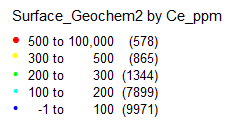 Surface_Geochem2 by Ce_ppm
500 to 100,000 (578)
300 to 500 (865)
200 to 300 (1344)
100 to 200 (7899)
-1 to 100 (9971)